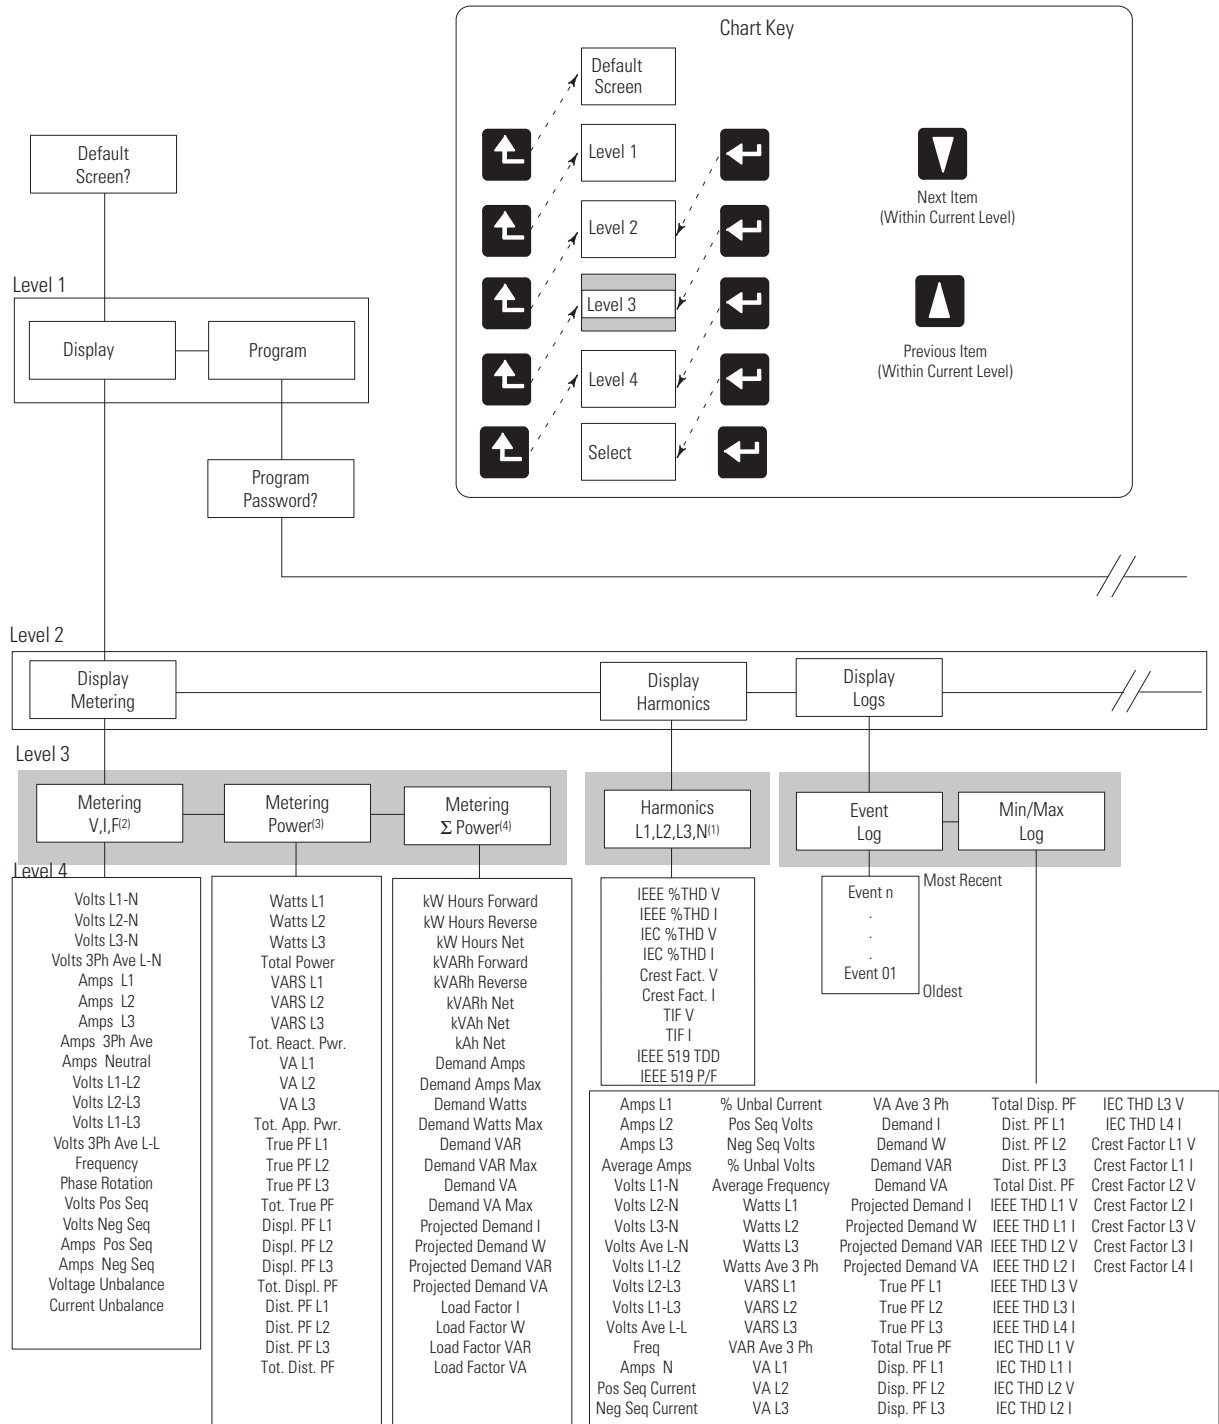 Chart Key
Default
Screen
Level 1
Level 2
Level 3
Level 4
Select
Next Item
(Within Current Level)
Previous Item
(Within Current Level)
Default
Screen?
Level 1
Display
Program
Program
Password?
Level 2
Display
Metering
Display
Harmonics
Display
Logs
Level 3
Metering
V,I,F(2)
Metering
Power(3)
Metering
Σ Power(4)
Harmonics
L1,L2,L3,N(1)
Event
Log
Min/Max
Log
Level 4
Volts L1-N
Volts L2-N
Volts L3-N
Volts 3Ph Ave L-N
Amps L1
Amps L2
Amps L3
Amps 3Ph Ave
Amps Neutral
Volts L1-L2
Volts L2-L3
Volts L1-L3
Volts 3Ph Ave L-L
Frequency
Phase Rotation
Volts Pos Seq
Volts Neg Seq
Amps Pos Seq
Amps Neg Seq
Voltage Unbalance
Current Unbalance
Watts L1
Watts L2
Watts L3
Total Power
VARS L1
VARS L2
VARS L3
Tot. React. Pwr.
VA L1
VA L2
VA L3
Tot. App. Pwr.
True PF L1
True PF L2
True PF L3
Tot. True PF
Displ. PF L1
Displ. PF L2
Displ. PF L3
Tot. Displ. PF
Dist. PF L1
Dist. PF L2
Dist. PF L3
Tot. Dist. PF
kW Hours Forward
kW Hours Reverse
kW Hours Net
kVARh Forward
kVARh Reverse
kVARh Net
kVAh Net
kAh Net
Demand Amps
Demand Amps Max
Demand Watts
Demand Watts Max
Demand VAR
Demand VAR Max
Demand VA
Demand VA Max
Projected Demand I
Projected Demand W
Projected Demand VAR
Projected Demand VA
Load Factor I
Load Factor W
Load Factor VAR
Load Factor VA
IEEE %THD V
IEEE %THD I
IEC %THD V
IEC %THD I
Crest Fact. V
Crest Fact. I
TIF V
TIF I
IEEE 519 TDD
IEEE 519 P/F
Event n
.
.
.
Event 01
Most Recent
Oldest
Amps L1
Amps L2
Amps L3
Average Amps
Volts L1-N
Volts L2-N
Volts L3-N
Volts Ave L-N
Volts L1-L2
Volts L2-L3
Volts L1-L3
Volts Ave L-L
Freq
Amps N
Pos Seq Current
Neg Seq Current
% Unbal Current
Pos Seq Volts
Neg Seq Volts
% Unbal Volts
Average Frequency
Watts L1
Watts L2
Watts L3
Watts Ave 3 Ph
VARS L1
VARS L2
VARS L3
VAR Ave 3 Ph
VA L1
VA L2
VA L3
VA Ave 3 Ph
Demand I
Demand W
Demand VAR
Demand VA
Projected Demand I
Projected Demand W
Projected Demand VAR
Projected Demand VA
True PF L1
True PF L2
True PF L3
Total True PF
Disp. PF L1
Disp. PF L2
Disp. PF L3
Total Disp. PF
Dist. PF L1
Dist. PF L2
Dist. PF L3
Total Dist. PF
IEEE THD L1 V
IEEE THD L1 I
IEEE THD L2 V
IEEE THD L2 I
IEEE THD L3 V
IEEE THD L3 I
IEEE THD L4 I
IEC THD L1 V
IEC THD L1 I
IEC THD L2 V
IEC THD L2 I
IEC THD L3 V
IEC THD L4 I
Crest Factor L1 V
Crest Factor L1 I
Crest Factor L2 V
Crest Factor L2 I
Crest Factor L3 V
Crest Factor L3 I
Crest Factor L4 I